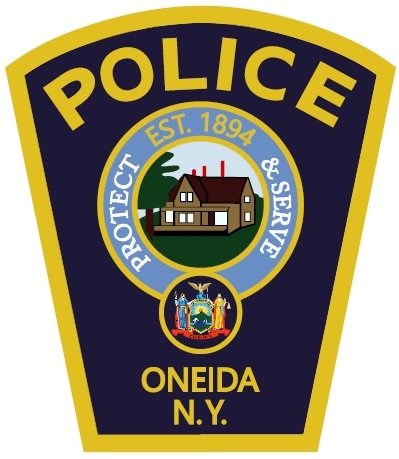 POLICE
EST. 1894
PROTECT
& SERVE
ONEIDA
N.Y.